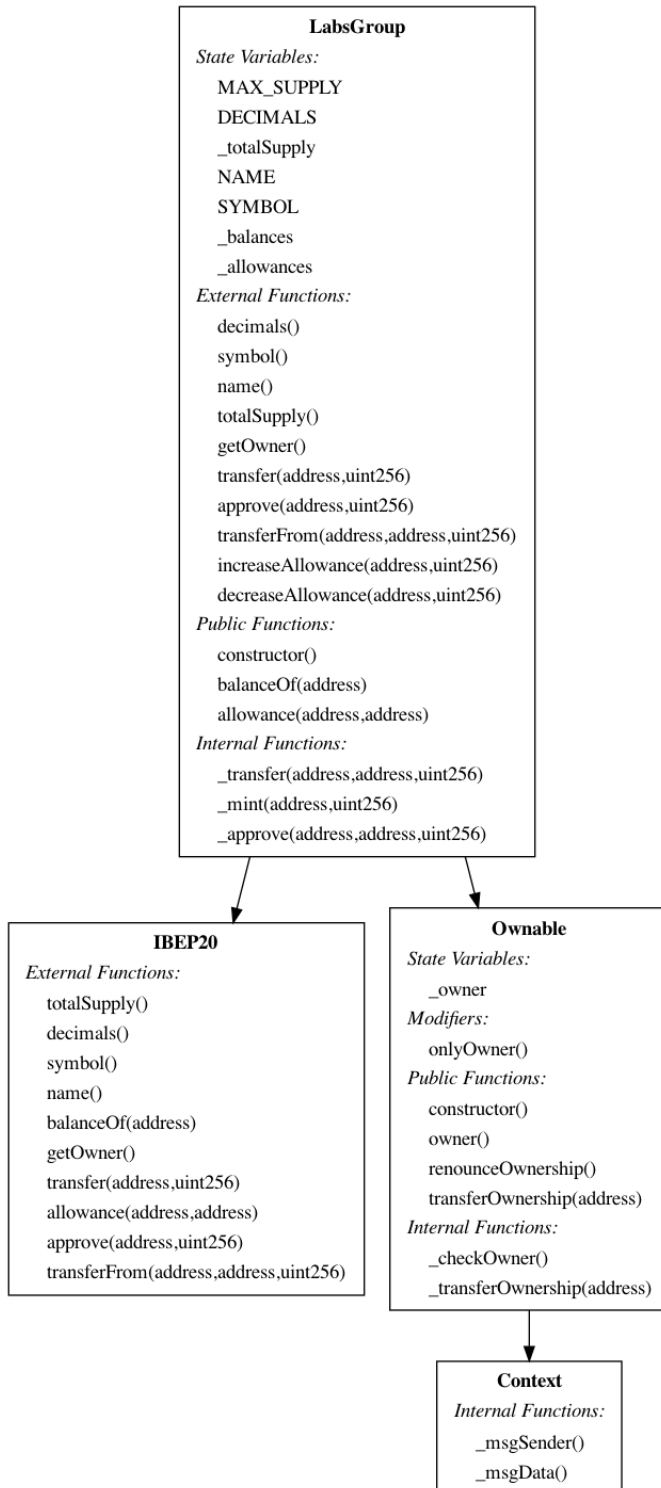 LabsGroup
State Variables:
MAX_SUPPLY
DECIMALS
_totalSupply
NAME
SYMBOL
_balances
_allowances
External Functions:
decimals()
symbol()
name()
totalSupply()
getOwner()
transfer(address,uint256)
approve(address,uint256)
transferFrom(address,address,uint256)
increaseAllowance(address,uint256)
decreaseAllowance(address,uint256)
Public Functions:
constructor()
balanceOf(address)
allowance(address,address)
Internal Functions:
_transfer(address,address,uint256)
_mint(address,uint256)
_approve(address,address,uint256)
IBEP20
External Functions:
totalSupply()
decimals()
symbol()
name()
balanceOf(address)
getOwner()
transfer(address,uint256)
allowance(address,address)
approve(address,uint256)
transferFrom(address,address,uint256)
Ownable
State Variables:
_owner
Modifiers:
onlyOwner()
Public Functions:
constructor()
owner()
renounceOwnership()
transferOwnership(address)
Internal Functions:
_checkOwner()
_transferOwnership(address)
Context
Internal Functions:
_msgSender()
_msgData()